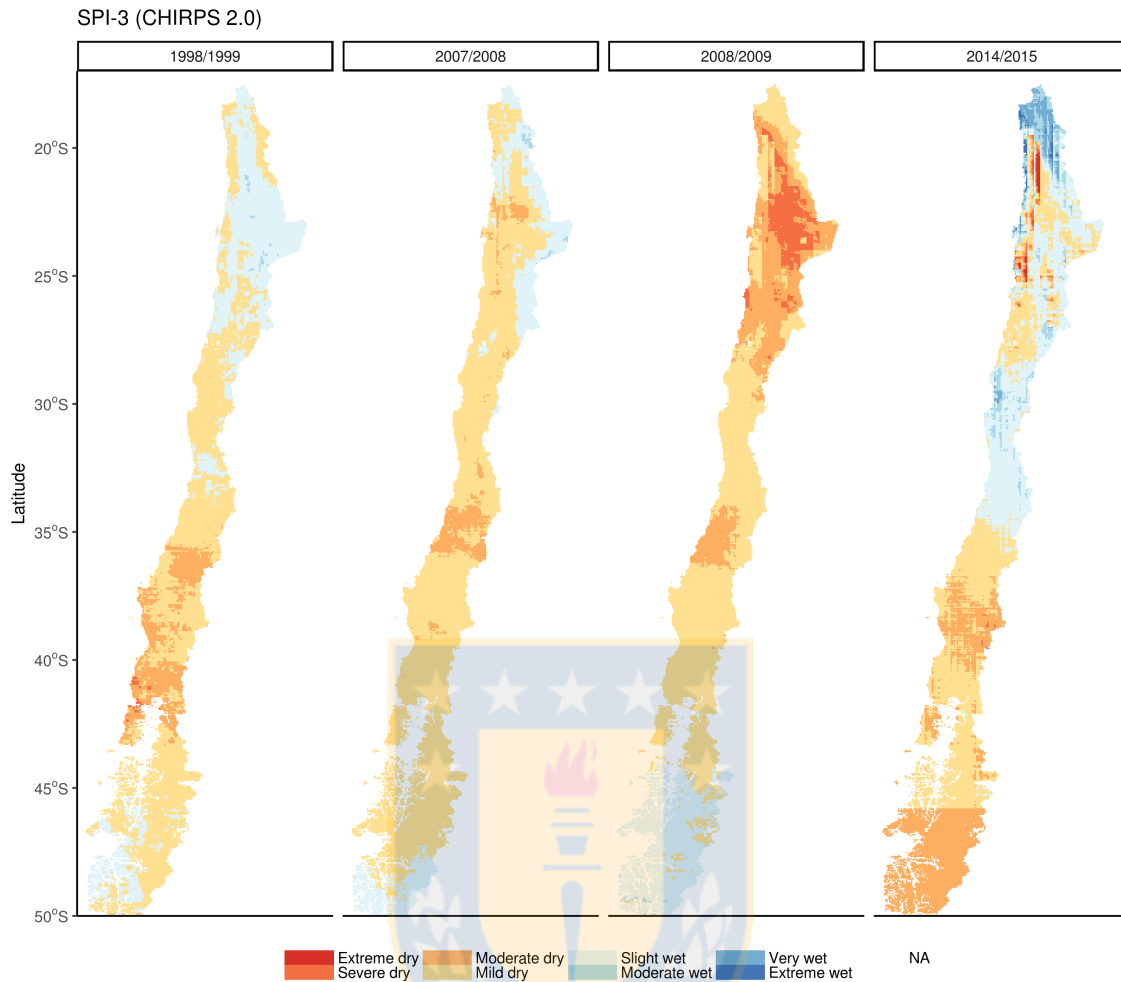 SPI-3 (CHIRPS 2.0)
1998/1999 2007/2008 2008/2009 2014/2015
20°S
25°S
30°S
35°S
40°S
45°S
50°S
Latitude
Extreme dry Moderate dry Slight wet Very wet NA
Severe dry Mild dry Moderate wet Extreme wet